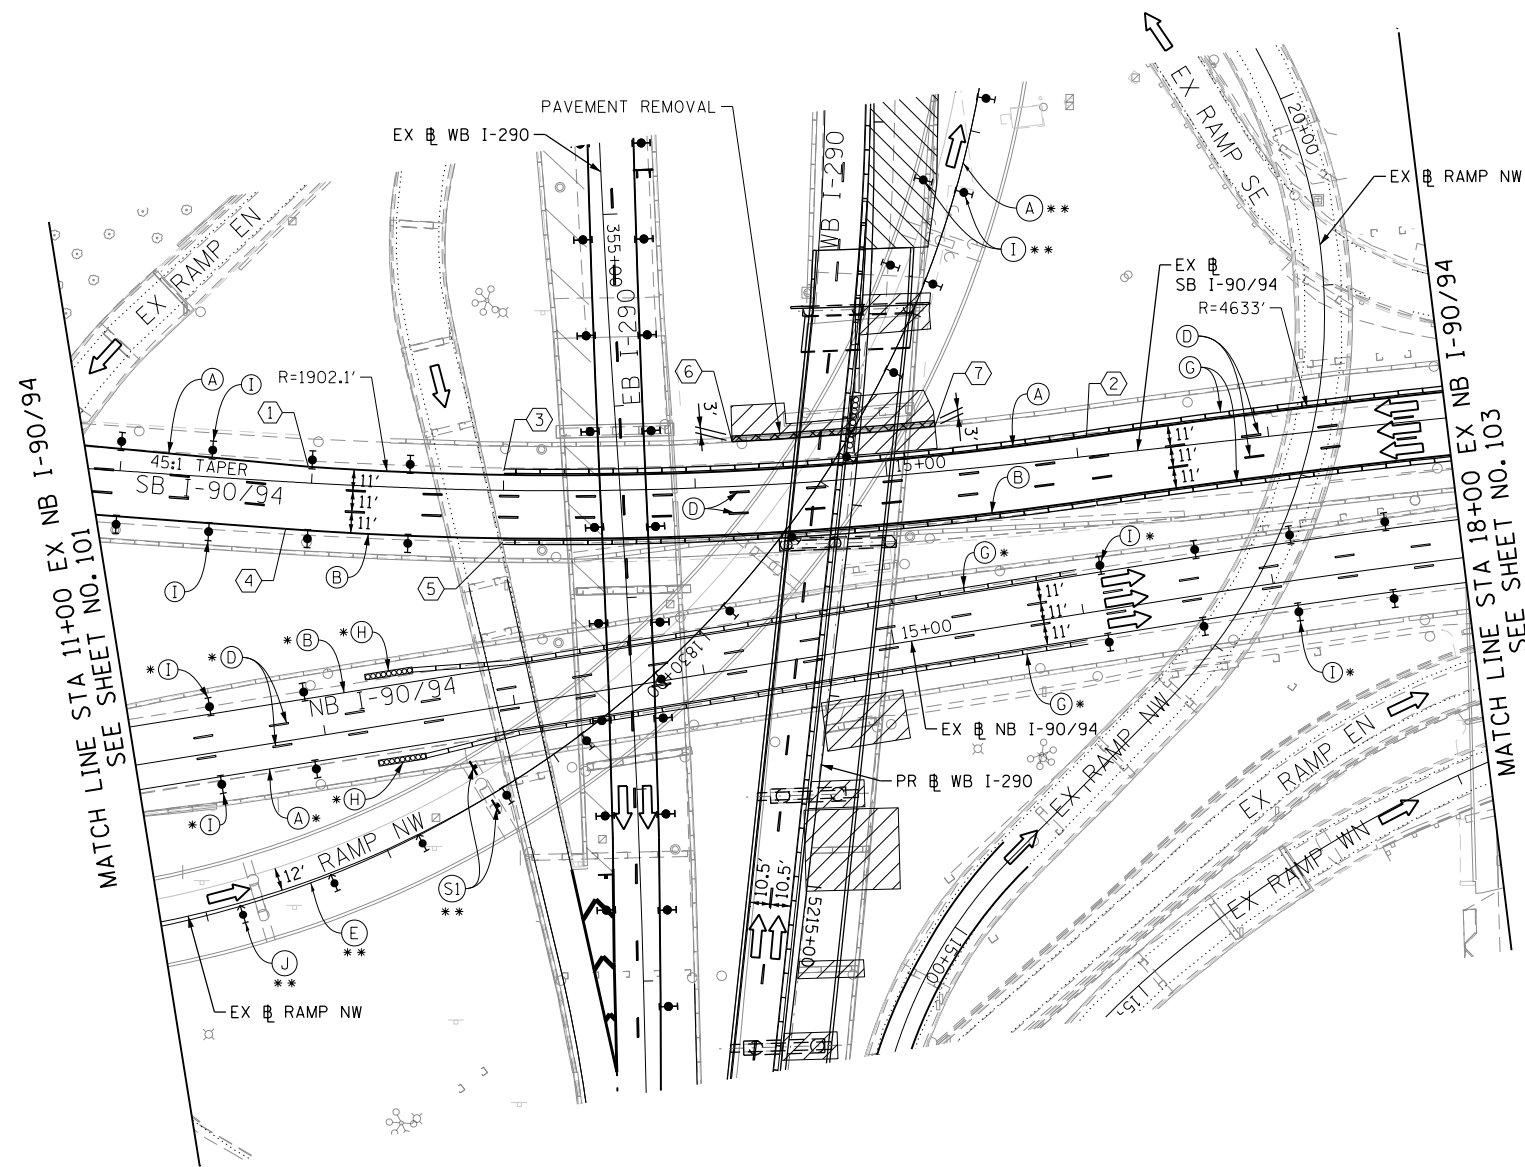 PAVEMENT REMOVAL
EX ℄ WB I-290
EX RAMP SE
20+00
EX ℄ RAMP NW
WB I-290
A **
I **
EX ℄
SB I-90/94
R=4633'
355+00
EB I-290
EX RAMP EN
D
G
6
7
3'
3'
A
2
A
I
1
R=1902.1'
3
45:1 TAPER
SB I-90/94
11'
11'
11'
11'
11'
11'
15+00
B
D
I
4
B
5
G *
I *
11'
11'
11'
15+00
* H
* B
* D
* I
NB I-90/94
1830+00
I *
G *
EX ℄ NB I-90/94
PR ℄ WB I-290
* H
* I
A *
12'
RAMP NW
S1
**
E
**
J
**
EX ℄ RAMP NW
10.5'
10.5'
5215+00
EX RAMP NW
15+00
EX RAMP EN
EX RAMP WN
15+
MATCH LINE STA 11+00 EX NB I-90/94
SEE SHEET NO. 101
MATCH LINE STA 18+00 EX NB I-90/94
SEE SHEET NO. 103